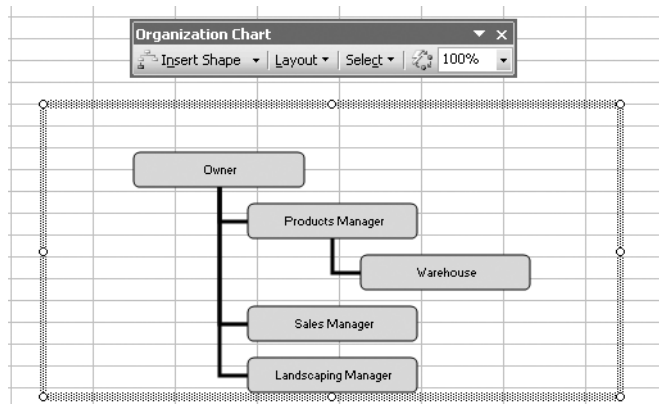 Organization Chart
Insert Shape Layout Select 100%
Owner
Products Manager
Warehouse
Sales Manager
Landscaping Manager